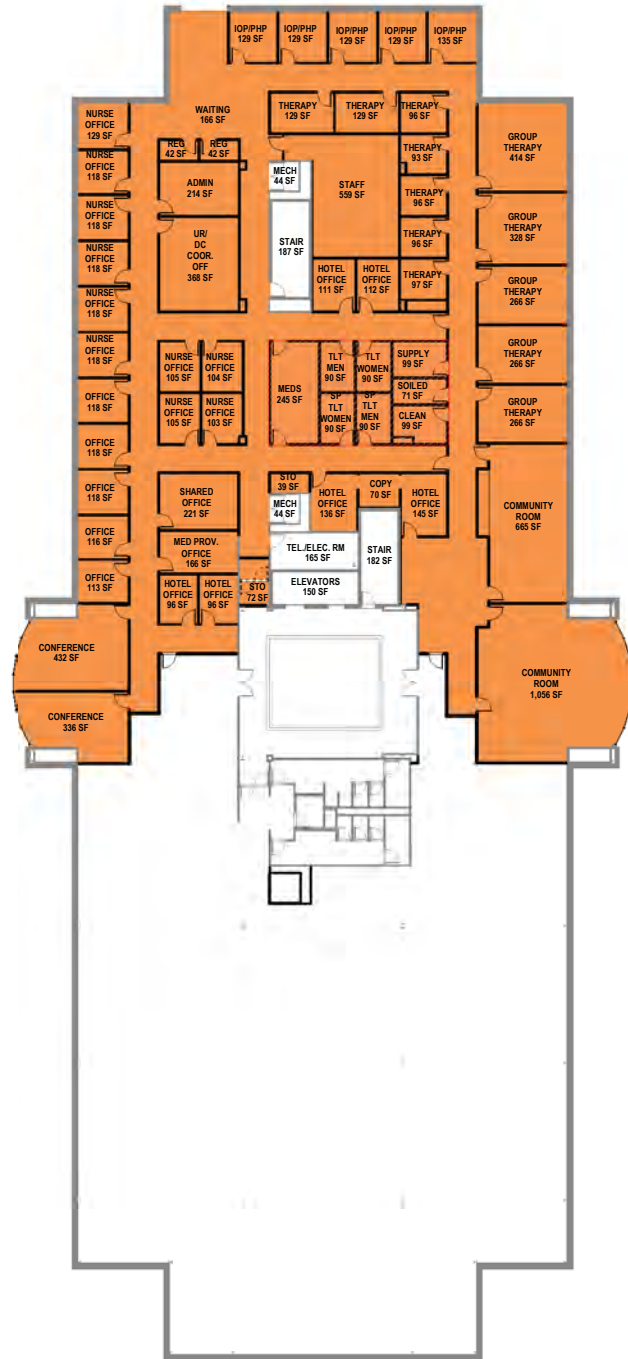 IOP/PHP
129 SF
IOP/PHP
129 SF
IOP/PHP
129 SF
IOP/PHP
129 SF
IOP/PHP
135 SF
WAITING
166 SF
NURSE
OFFICE
129 SF
NURSE
OFFICE
118 SF
NURSE
OFFICE
118 SF
NURSE
OFFICE
118 SF
NURSE
OFFICE
118 SF
NURSE
OFFICE
118 SF
OFFICE
118 SF
OFFICE
118 SF
OFFICE
118 SF
OFFICE
116 SF
OFFICE
113 SF
REG
42 SF
REG
42 SF
ADMIN
214 SF
UR/
DC
COOR.
OFF
368 SF
THERAPY
129 SF
THERAPY
129 SF
THERAPY
96 SF
THERAPY
93 SF
THERAPY
96 SF
THERAPY
96 SF
THERAPY
97 SF
MECH
44 SF
STAFF
559 SF
STAIR
187 SF
HOTEL
OFFICE
111 SF
HOTEL
OFFICE
112 SF
GROUP
THERAPY
414 SF
GROUP
THERAPY
328 SF
GROUP
THERAPY
266 SF
GROUP
THERAPY
266 SF
GROUP
THERAPY
266 SF
NURSE
OFFICE
105 SF
NURSE
OFFICE
104 SF
NURSE
OFFICE
105 SF
NURSE
OFFICE
103 SF
MEDS
245 SF
TLT
MEN
90 SF
TLT
WOMEN
90 SF
SP
TLT
WOMEN
90 SF
SP
TLT
MEN
90 SF
SUPPLY
99 SF
SOILED
71 SF
CLEAN
99 SF
SHARED
OFFICE
221 SF
MED PROV.
OFFICE
166 SF
HOTEL
OFFICE
96 SF
HOTEL
OFFICE
96 SF
STO
39 SF
MECH
44 SF
HOTEL
OFFICE
136 SF
COPY
70 SF
HOTEL
OFFICE
145 SF
TEL./ELEC. RM
165 SF
STAIR
182 SF
ELEVATORS
150 SF
STO
72 SF
COMMUNITY
ROOM
665 SF
CONFERENCE
432 SF
CONFERENCE
336 SF
COMMUNITY
ROOM
1,056 SF